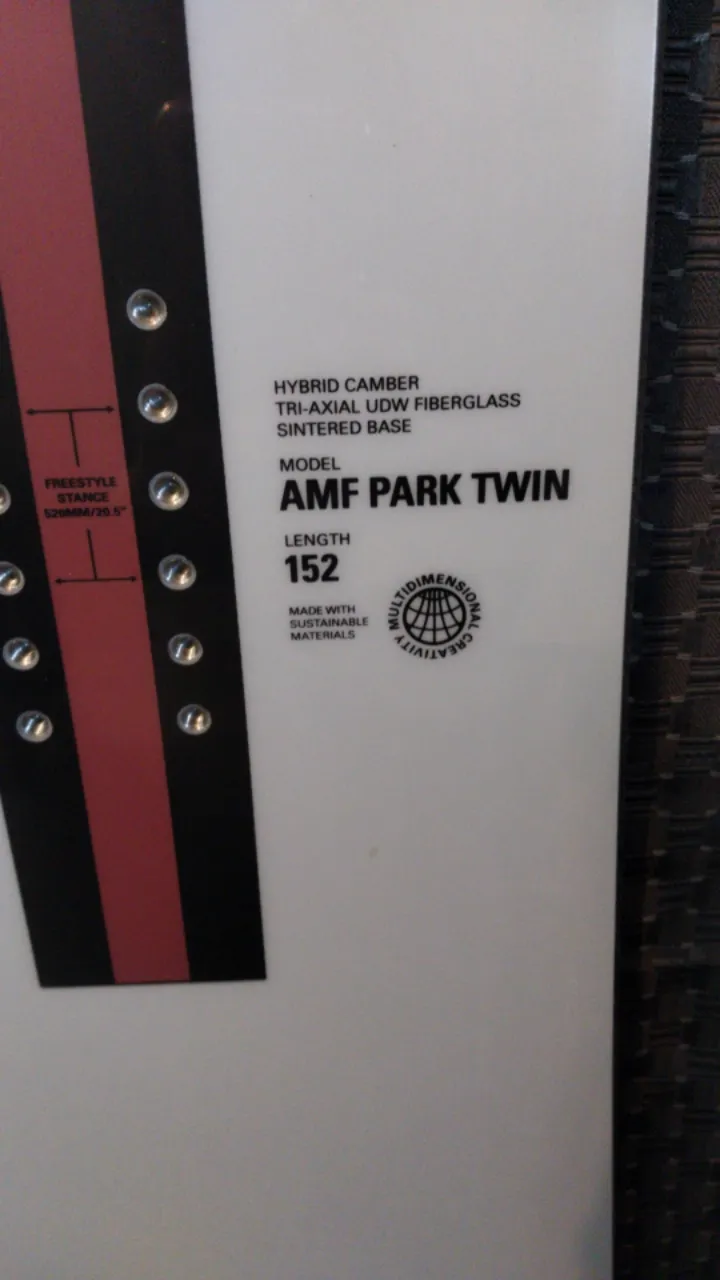 HYBRID CAMBER
TRI-AXIAL UDW FIBERGLASS
SINTERED BASE
MODEL
AMF PARK TWIN
LENGTH
152
MADE WITH
SUSTAINABLE
MATERIALS
MULTIDIMENSIONAL CREATIVITY
FREESTYLE
STANCE
520MM/20.5"